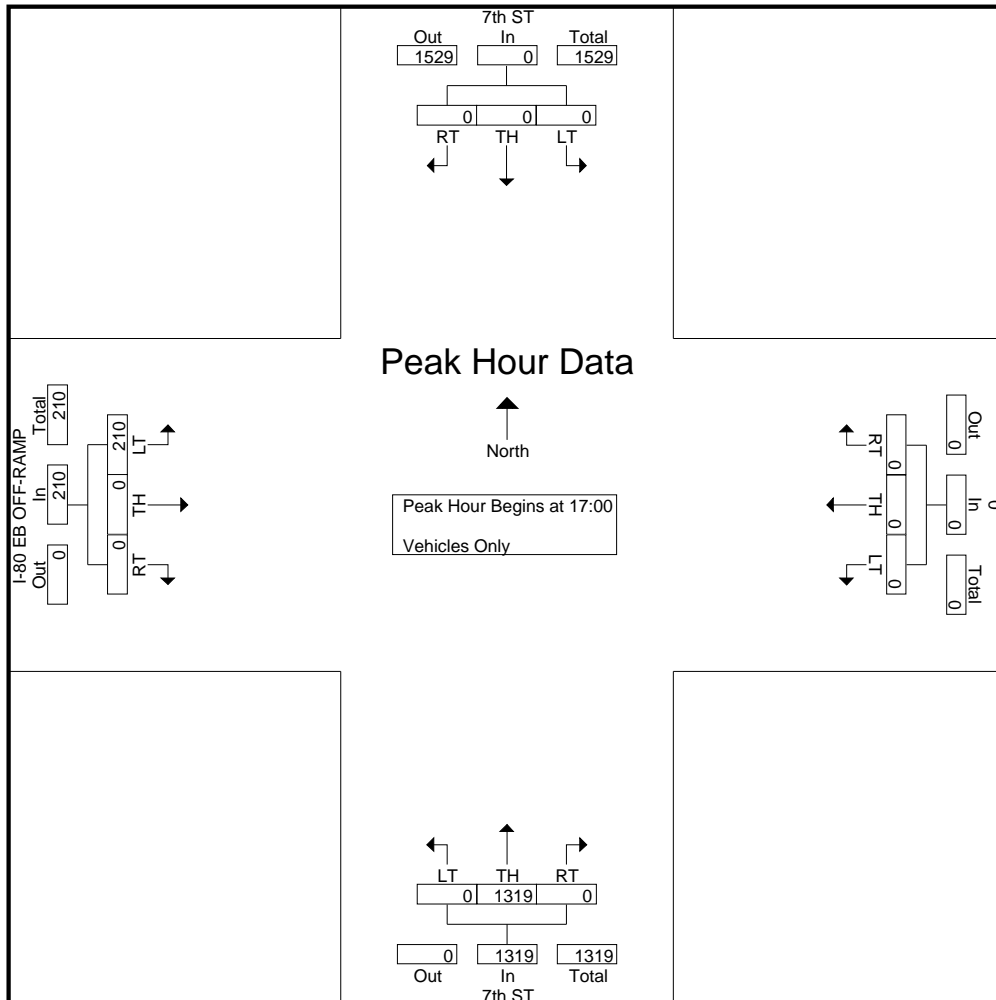 7th ST
Out In Total
1529 0 1529
0 0 0
RT TH LT
Peak Hour Data
North
Peak Hour Begins at 17:00
Vehicles Only
I-80 EB OFF-RAMP
Out In Total
0 210 210
210 0 0
LT TH RT
RT TH LT
0 0 0
Out In Total
0 0 0
LT TH RT
0 1319 0
0 1319 1319
Out In Total
7th ST